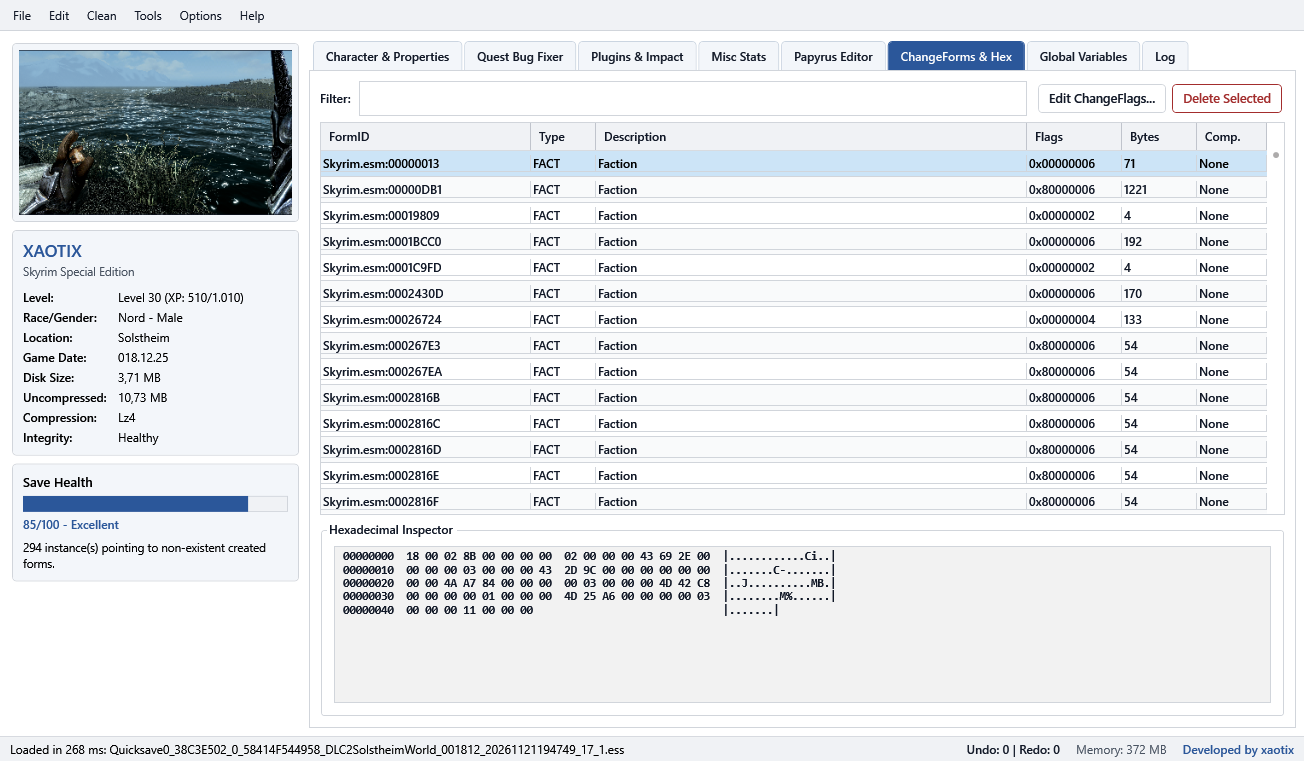 File Edit Clean Tools Options Help
Character & Properties Quest Bug Fixer Plugins & Impact Misc Stats Papyrus Editor ChangeForms & Hex Global Variables Log
Filter: Edit ChangeFlags... Delete Selected
FormID Type Description Flags Bytes Comp.
Skyrim.esm:00000013 FACT Faction 0x00000006 71 None
Skyrim.esm:00000DB1 FACT Faction 0x80000006 1221 None
Skyrim.esm:00019809 FACT Faction 0x00000002 4 None
Skyrim.esm:0001BCC0 FACT Faction 0x00000006 192 None
Skyrim.esm:0001C9FD FACT Faction 0x00000002 4 None
Skyrim.esm:0002430D FACT Faction 0x00000006 170 None
Skyrim.esm:00026724 FACT Faction 0x00000004 133 None
Skyrim.esm:000267E3 FACT Faction 0x80000006 54 None
Skyrim.esm:000267EA FACT Faction 0x80000006 54 None
Skyrim.esm:0002816B FACT Faction 0x80000006 54 None
Skyrim.esm:0002816C FACT Faction 0x80000006 54 None
Skyrim.esm:0002816D FACT Faction 0x80000006 54 None
Skyrim.esm:0002816E FACT Faction 0x80000006 54 None
Skyrim.esm:0002816F FACT Faction 0x80000006 54 None
XAOTIX
Skyrim Special Edition
Level: Level 30 (XP: 510/1.010)
Race/Gender: Nord - Male
Location: Solstheim
Game Date: 018.12.25
Disk Size: 3,71 MB
Uncompressed: 10,73 MB
Compression: Lz4
Integrity: Healthy
Save Health
85/100 - Excellent
294 instance(s) pointing to non-existent created
forms.
Hexadecimal Inspector
00000000 18 00 02 8B 00 00 00 00 02 00 00 00 43 69 2E 00 |............Ci..|
00000010 00 00 00 03 00 00 00 43 2D 9C 00 00 00 00 00 00 |.......C-.......|
00000020 00 00 4A A7 84 00 00 00 00 03 00 00 00 4D 42 C8 |..J..........MB.|
00000030 00 00 00 00 01 00 00 00 4D 25 A6 00 00 00 00 03 |........M%......|
00000040 00 00 00 11 00 00 00 |.......|
Loaded in 268 ms: Quicksave0_38C3E502_0_58414F544958_DLC2SolstheimWorld_001812_20261121194749_17_1.ess Undo: 0 | Redo: 0 Memory: 372 MB Developed by xaotix